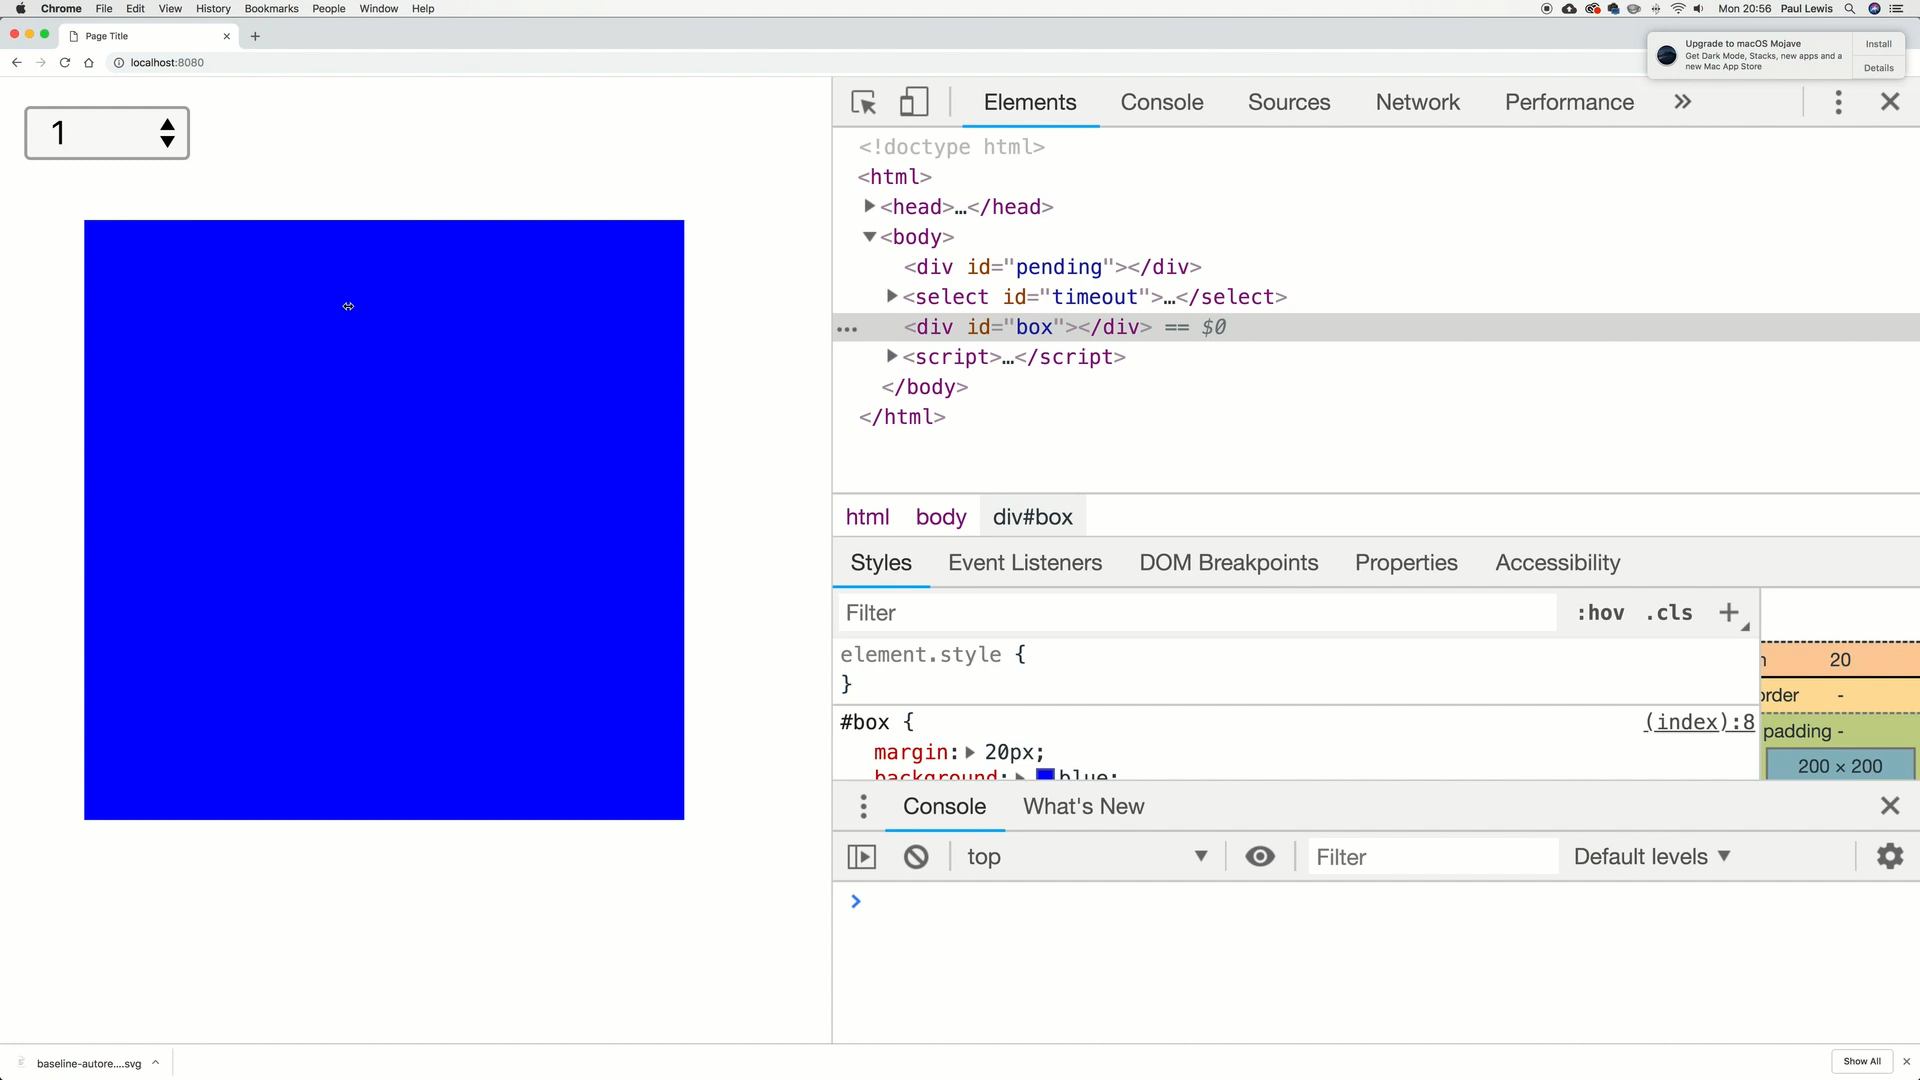 Chrome File Edit View History Bookmarks People Window Help Mon 20:56 Paul Lewis
Page Title
localhost:8080
Upgrade to macOS Mojave
Get Dark Mode, Stacks, new apps and a
new Mac App Store
Install
Details
1
Elements Console Sources Network Performance
<!doctype html>
<html>
<head>…</head>
<body>
<div id="pending"></div>
<select id="timeout">…</select>
<div id="box"></div> == $0
<script>…</script>
</body>
</html>
html body div#box
Styles Event Listeners DOM Breakpoints Properties Accessibility
Filter :hov .cls
element.style {
}
#box { (index):8
margin: 20px;
background: blue;
20
order -
padding -
200 × 200
Console What's New
top Filter Default levels
baseline-autore....svg Show All